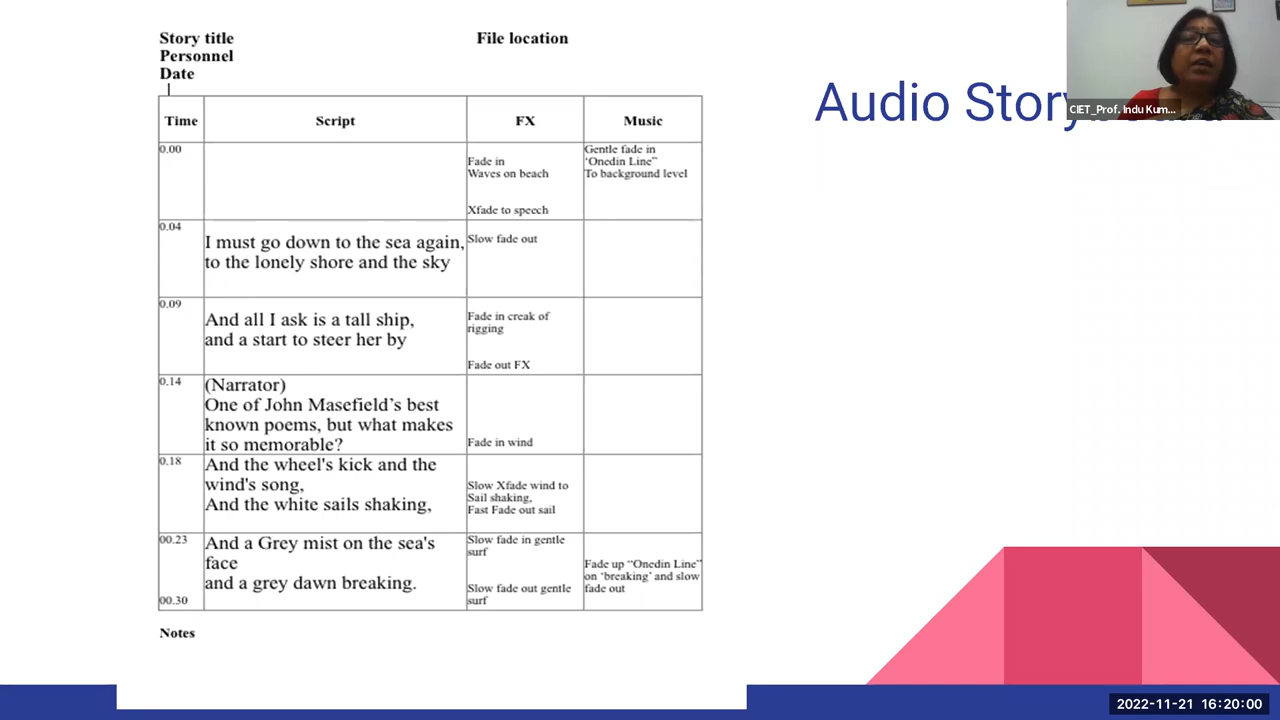 Story title
File location
Personnel
Date
Audio Story
CIET_Prof. Indu Kum...
Time
Script
FX
Music
0.00
Fade in
Waves on beach
Xfade to speech
Gentle fade in
‘Onedin Line”
To background level
0.04
I must go down to the sea again,
to the lonely shore and the sky
Slow fade out
0.09
And all I ask is a tall ship,
and a start to steer her by
Fade in creak of
rigging
Fade out FX
0.14
(Narrator)
One of John Masefield’s best
known poems, but what makes
it so memorable?
Fade in wind
0.18
And the wheel's kick and the
wind's song,
And the white sails shaking,
Slow Xfade wind to
Sail shaking,
Fast Fade out sail
00.23
And a Grey mist on the sea's
face
and a grey dawn breaking.
00.30
Slow fade in gentle
surf
Slow fade out gentle
surf
Fade up “Onedin Line”
on ‘breaking’ and slow
fade out
Notes
2022-11-21 16:20:00